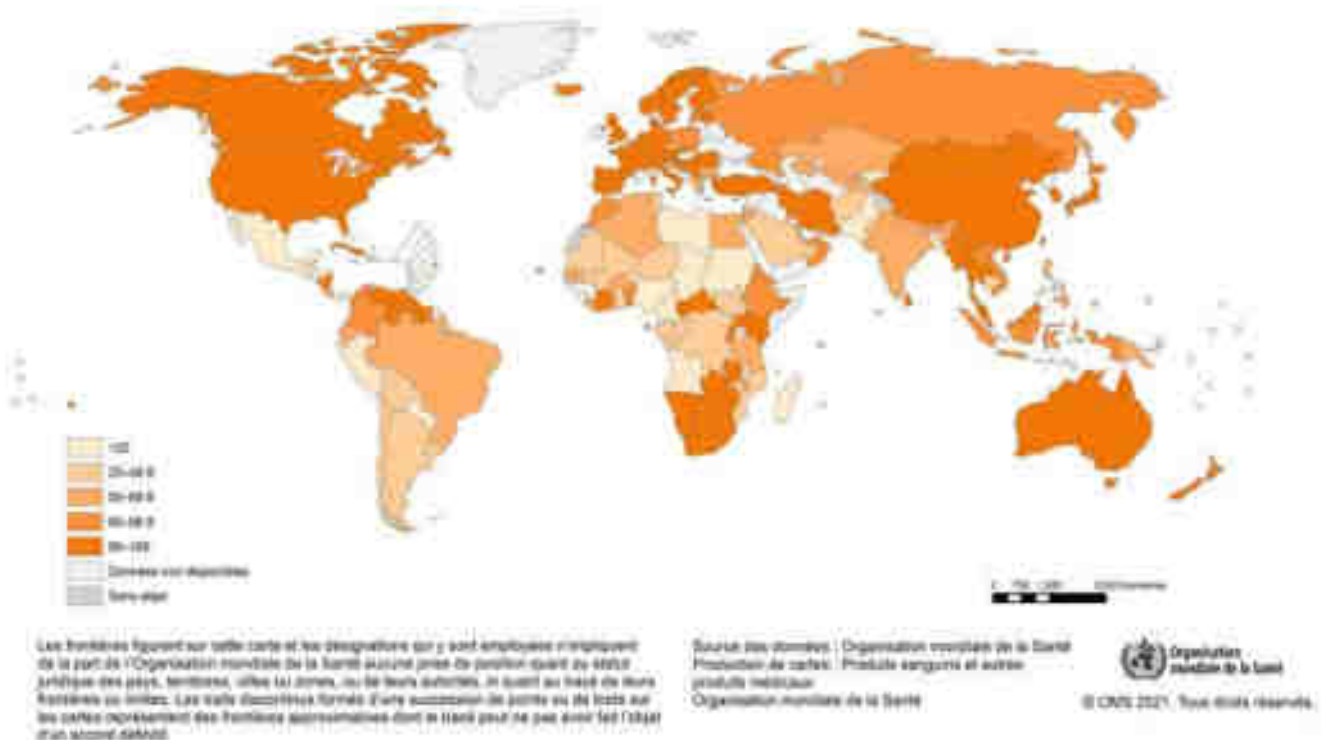 Données non disponibles
Sans objet
Les frontières figurant sur cette carte et les désignations qui y sont employées n'impliquent
de la part de l'Organisation mondiale de la Santé aucune prise de position quant au statut
juridique des pays, territoires, villes ou zones, ou de leurs autorités, ni quant au tracé de leurs
frontières ou limites. Les traits discontinus formés d'une succession de points ou de traits sur
les cartes représentent des frontières approximatives dont le tracé peut ne pas avoir fait l'objet
d'un accord définitif.
Source des données : Organisation mondiale de la Santé
Production de cartes : Produits sanguins et autres
produits médicaux
Organisation mondiale de la Santé
Organisation
mondiale de la Santé
© OMS 2021. Tous droits réservés.